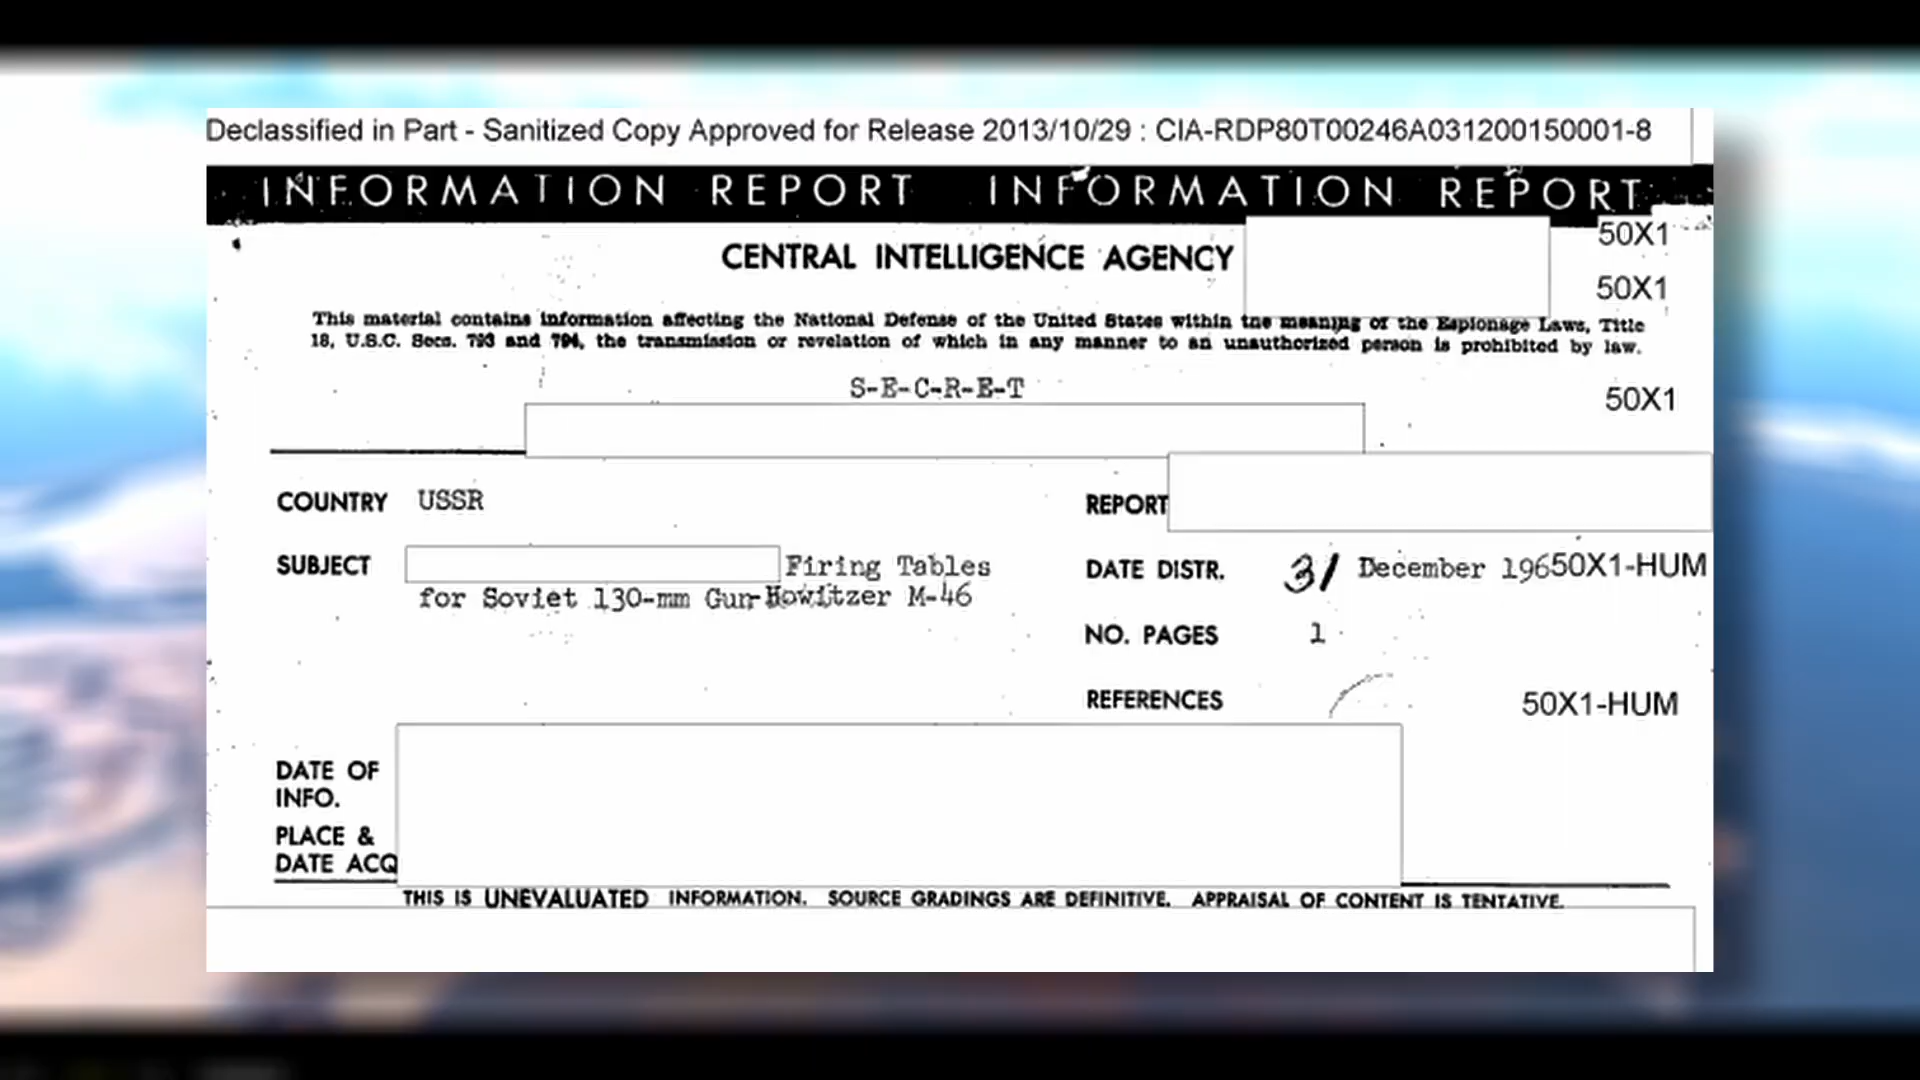 Declassified in Part - Sanitized Copy Approved for Release 2013/10/29 : CIA-RDP80T00246A031200150001-8
INFORMATION REPORT INFORMATION REPORT
CENTRAL INTELLIGENCE AGENCY
50X1
50X1
This material contains information affecting the National Defense of the United States within the meaning of the Espionage Laws, Title
18, U.S.C. Secs. 793 and 794, the transmission or revelation of which in any manner to an unauthorized person is prohibited by law.
S-E-C-R-E-T
50X1
COUNTRY USSR
REPORT
SUBJECT Firing Tables
for Soviet 130-mm Gun-Howitzer M-46
DATE DISTR. 31 December 19650X1-HUM
NO. PAGES 1
REFERENCES
50X1-HUM
DATE OF
INFO.
PLACE &
DATE ACQ
THIS IS UNEVALUATED INFORMATION. SOURCE GRADINGS ARE DEFINITIVE. APPRAISAL OF CONTENT IS TENTATIVE.